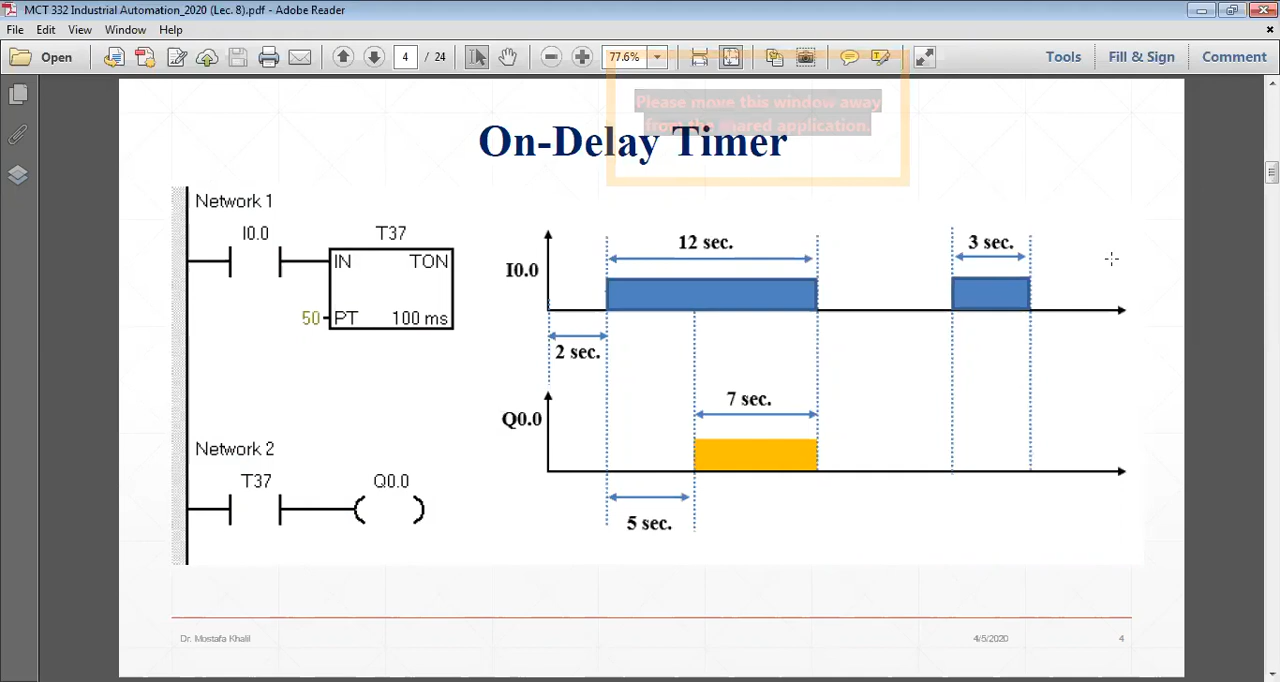 MCT 332 Industrial Automation_2020 (Lec. 8).pdf - Adobe Reader
File Edit View Window Help
Open 4 / 24 77.6% Tools Fill & Sign Comment
Please move this window away
from the shared application.
On-Delay Timer
Network 1
I0.0 T37
IN TON
50 PT 100 ms
Network 2
T37 Q0.0
12 sec. 3 sec.
I0.0
2 sec.
7 sec.
Q0.0
5 sec.
Dr. Mostafa Khalil 4/5/2020 4